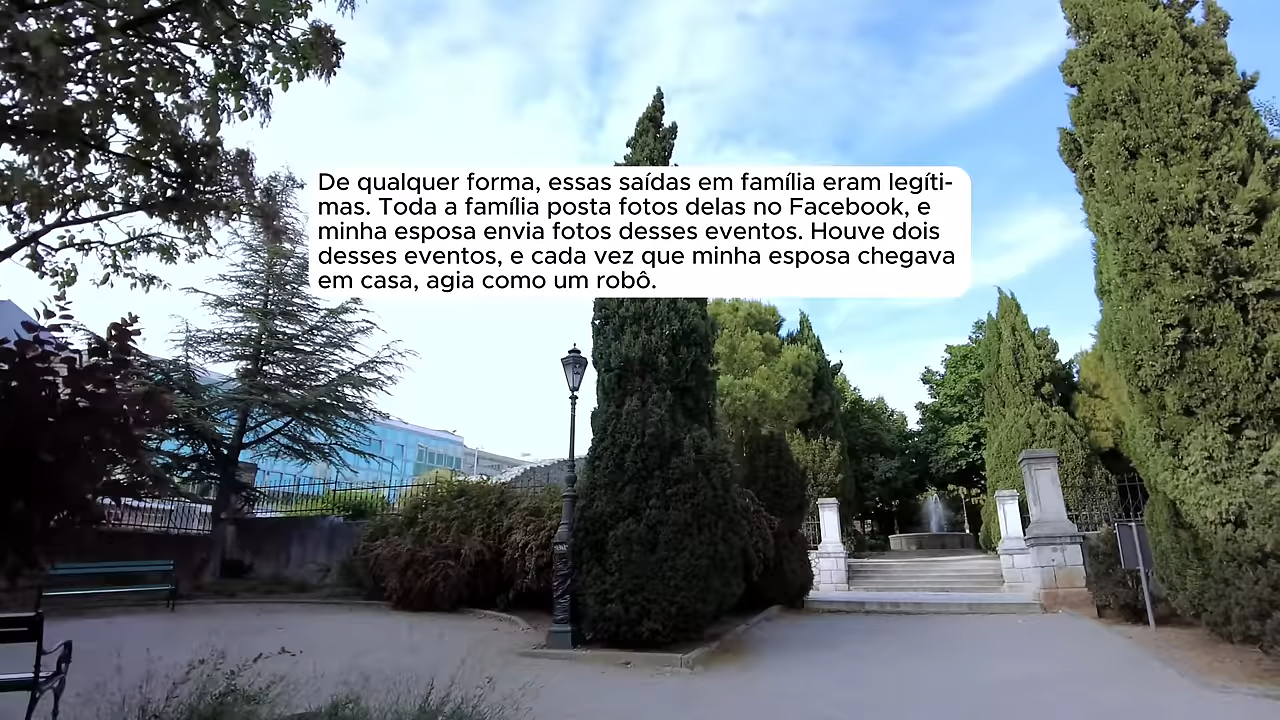 De qualquer forma, essas saídas em família eram legíti-
mas. Toda a família posta fotos delas no Facebook, e
minha esposa envia fotos desses eventos. Houve dois
desses eventos, e cada vez que minha esposa chegava
em casa, agia como um robô.